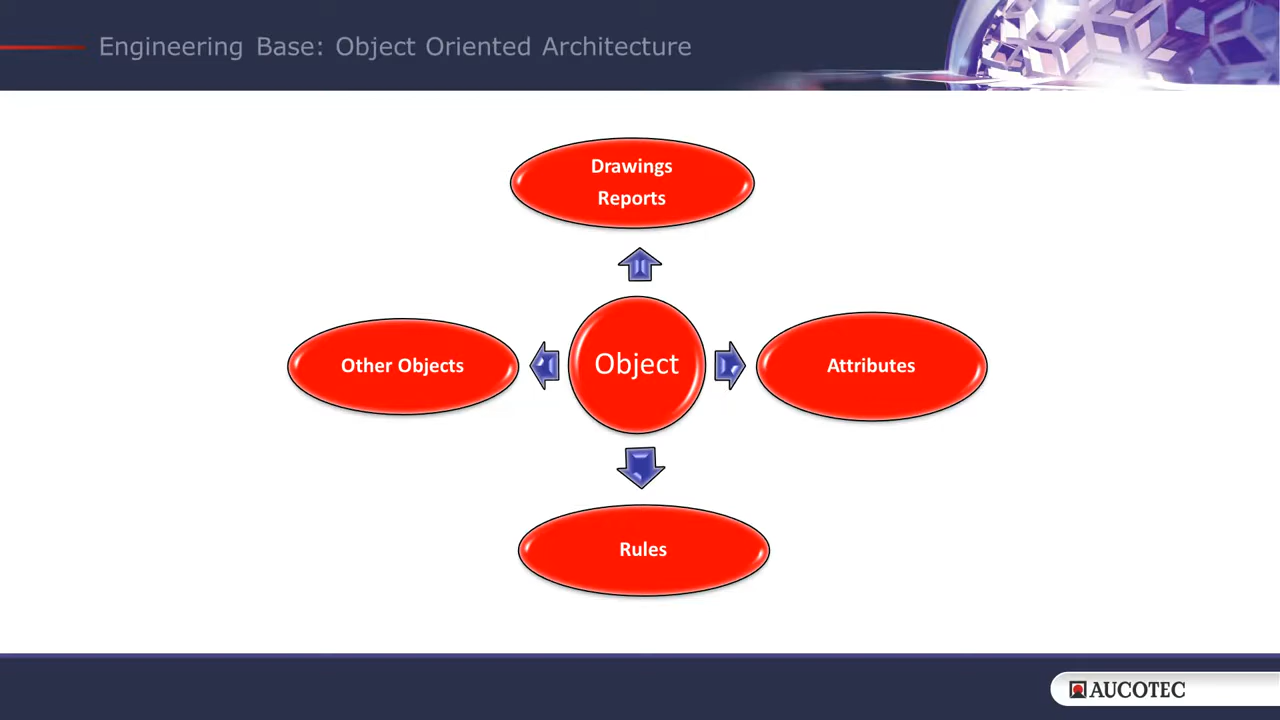 Engineering Base: Object Oriented Architecture
Drawings
Reports
Other Objects
Object
Attributes
Rules
AUCOTEC